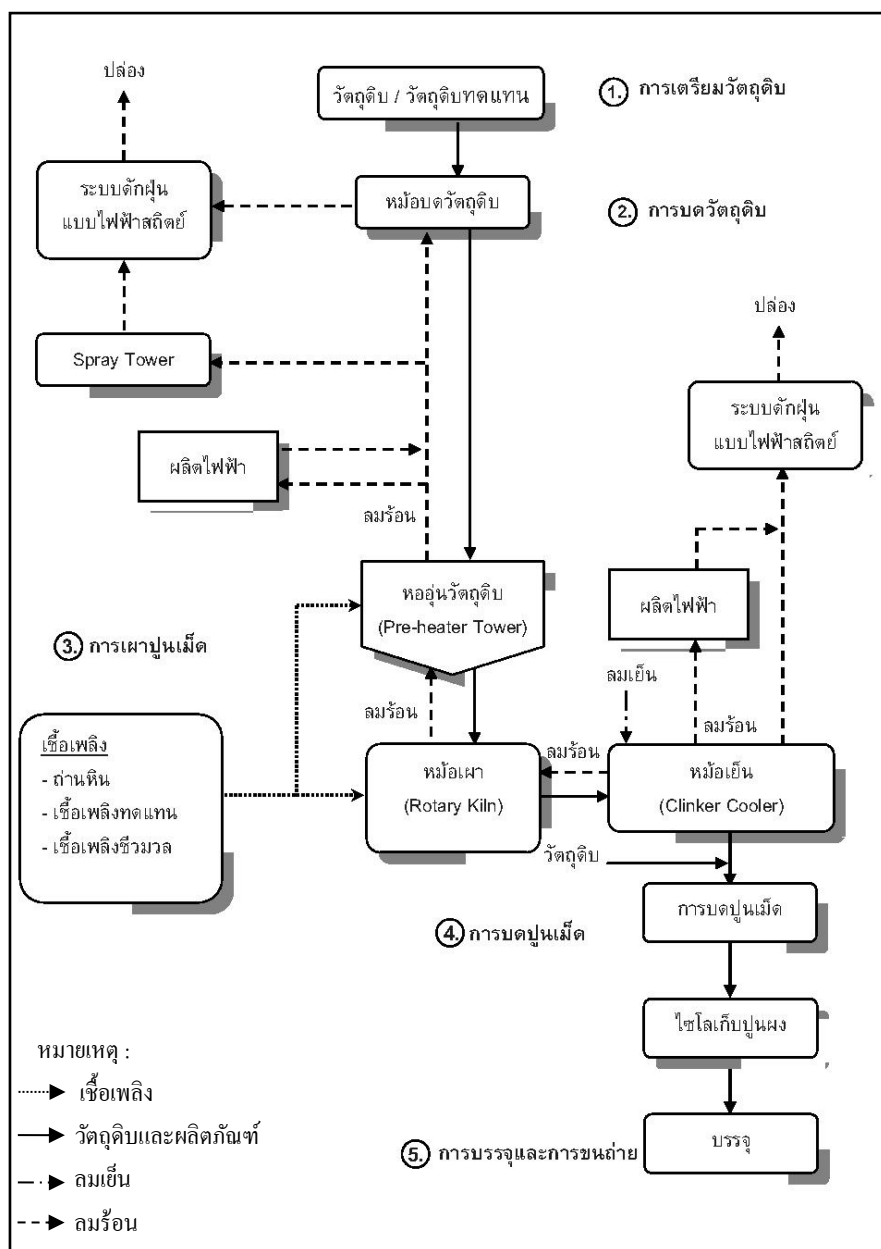 ปล่อง
วัตถุดิบ / วัตถุดิบทดแทน
1. การเตรียมวัตถุดิบ
ระบบดักฝุ่น
แบบไฟฟ้าสถิตย์
หม้อบดวัตถุดิบ
2. การบดวัตถุดิบ
ปล่อง
Spray Tower
ระบบดักฝุ่น
แบบไฟฟ้าสถิตย์
ผลิตไฟฟ้า
ลมร้อน
หออุ่นวัตถุดิบ
(Pre-heater Tower)
ผลิตไฟฟ้า
3. การเผาปูนเม็ด
ลมเย็น
ลมร้อน
ลมร้อน
เชื้อเพลิง
- ถ่านหิน
- เชื้อเพลิงทดแทน
- เชื้อเพลิงชีวมวล
หม้อเผา
(Rotary Kiln)
ลมร้อน
หม้อเย็น
(Clinker Cooler)
วัตถุดิบ
การบดปูนเม็ด
4. การบดปูนเม็ด
ไซโลเก็บปูนผง
หมายเหตุ :
เชื้อเพลิง
วัตถุดิบและผลิตภัณฑ์
ลมเย็น
ลมร้อน
5. การบรรจุและการขนถ่าย
บรรจุ